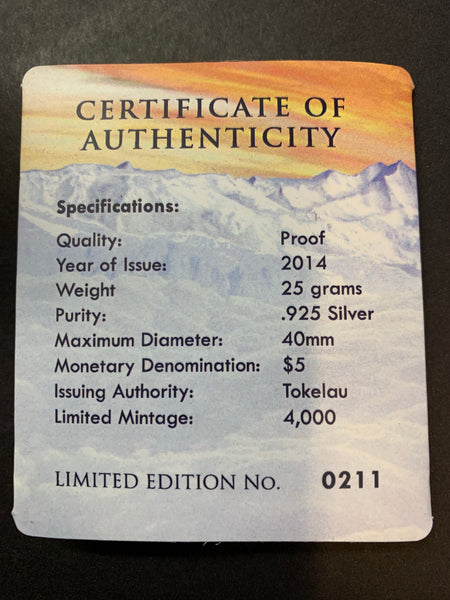 CERTIFICATE OF
AUTHENTICITY
Specifications:
Quality: Proof
Year of Issue: 2014
Weight 25 grams
Purity: .925 Silver
Maximum Diameter: 40mm
Monetary Denomination: $5
Issuing Authority: Tokelau
Limited Mintage: 4,000
LIMITED EDITION NO. 0211